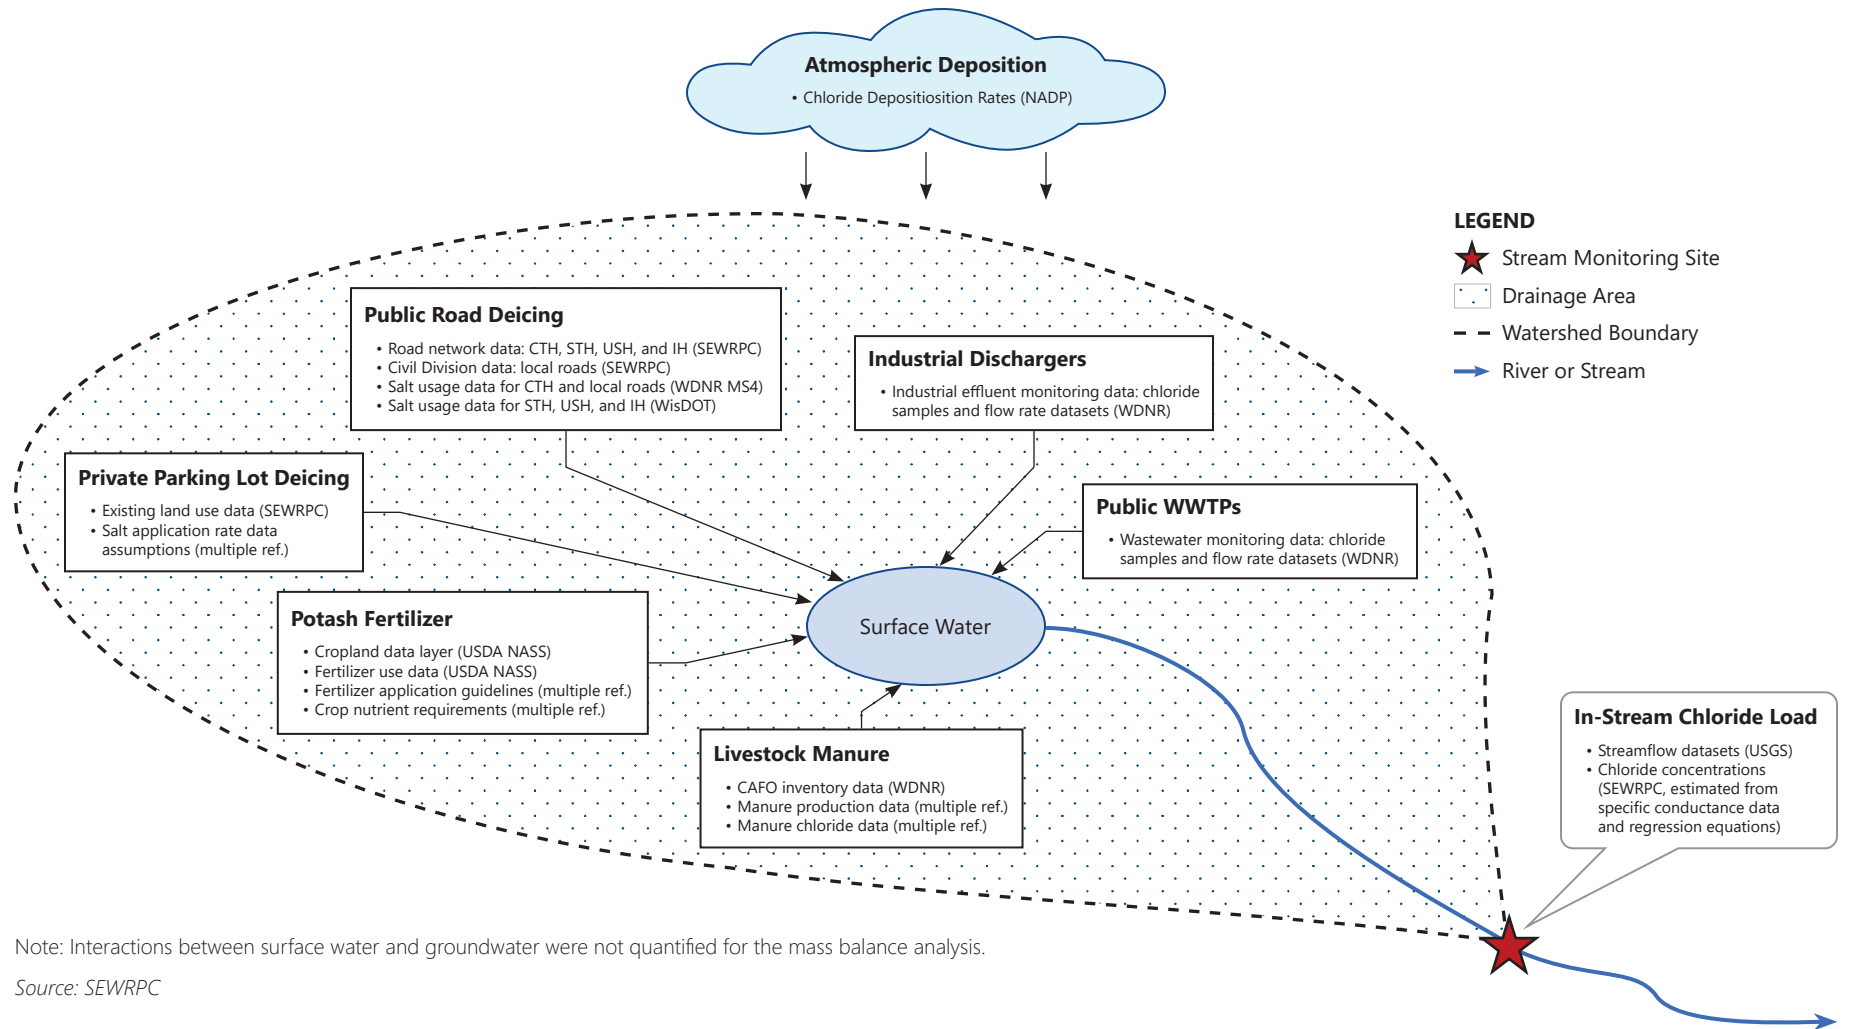 Atmospheric Deposition
• Chloride Depositiosition Rates (NADP)
LEGEND
Stream Monitoring Site
Drainage Area
Watershed Boundary
River or Stream
Public Road Deicing
• Road network data: CTH, STH, USH, and IH (SEWRPC)
• Civil Division data: local roads (SEWRPC)
• Salt usage data for CTH and local roads (WDNR MS4)
• Salt usage data for STH, USH, and IH (WisDOT)
Industrial Dischargers
• Industrial effluent monitoring data: chloride
samples and flow rate datasets (WDNR)
Private Parking Lot Deicing
• Existing land use data (SEWRPC)
• Salt application rate data
assumptions (multiple ref.)
Public WWTPs
• Wastewater monitoring data: chloride
samples and flow rate datasets (WDNR)
Potash Fertilizer
• Cropland data layer (USDA NASS)
• Fertilizer use data (USDA NASS)
• Fertilizer application guidelines (multiple ref.)
• Crop nutrient requirements (multiple ref.)
Surface Water
Livestock Manure
• CAFO inventory data (WDNR)
• Manure production data (multiple ref.)
• Manure chloride data (multiple ref.)
In-Stream Chloride Load
• Streamflow datasets (USGS)
• Chloride concentrations
(SEWRPC, estimated from
specific conductance data
and regression equations)
Note: Interactions between surface water and groundwater were not quantified for the mass balance analysis.
Source: SEWRPC